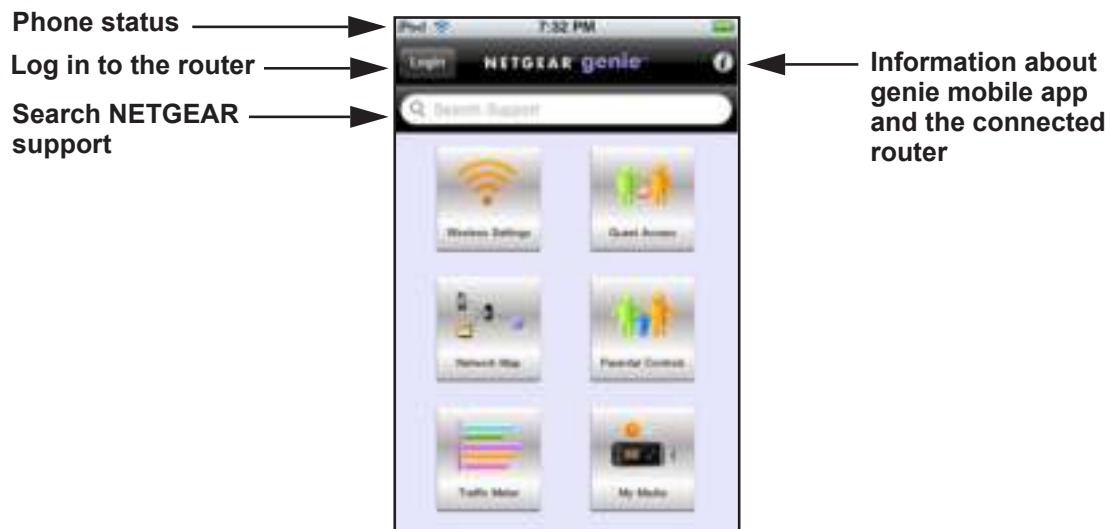 Phone status
iPod 7:32 PM
Log in to the router
Login NETGEAR genie
Information about
genie mobile app
and the connected
router
Search NETGEAR
support
Search Support
Wireless Settings Guest Access
Network Map Parental Controls
Traffic Meter My Media